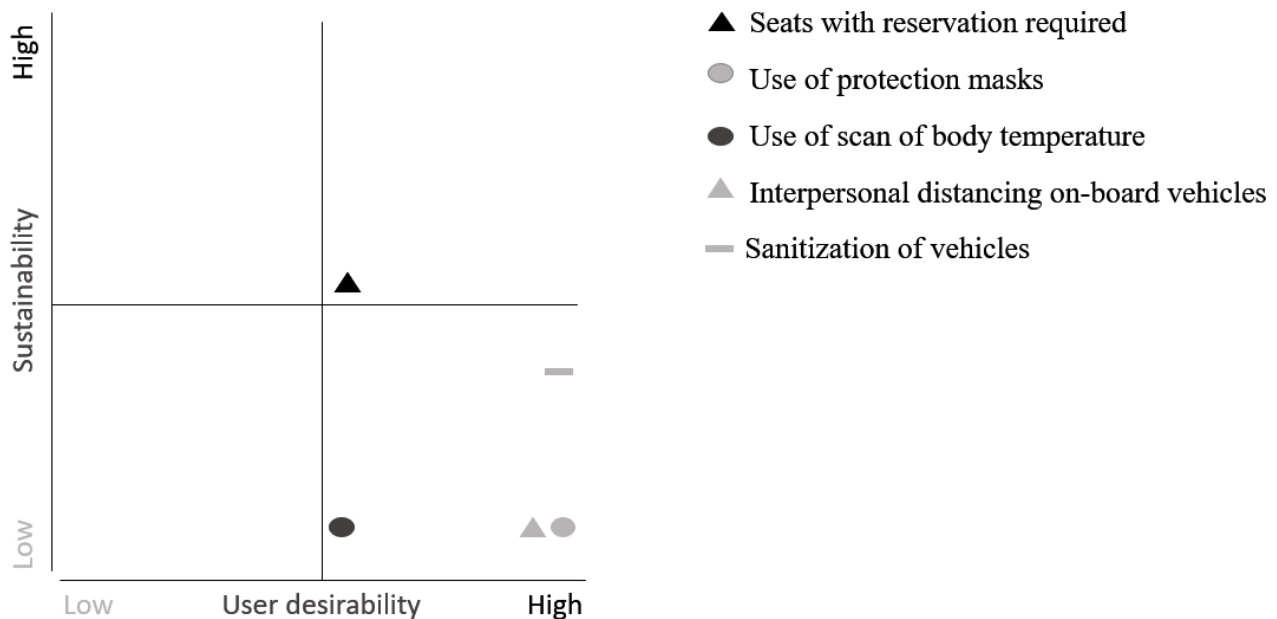 High
Sustainability
Low
Low
User desirability
High
Seats with reservation required
Use of protection masks
Use of scan of body temperature
Interpersonal distancing on-board vehicles
Sanitization of vehicles